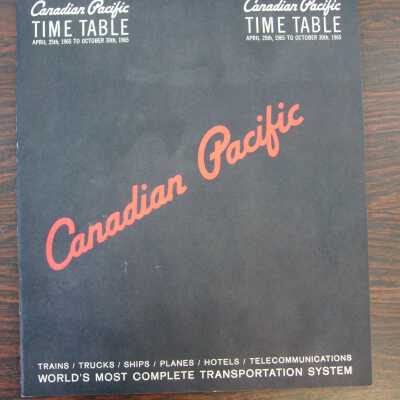 Canadian Pacific
TIME TABLE
APRIL 25th, 1965 TO OCTOBER 30th, 1965
Canadian Pacific
TIME TABLE
APRIL 25th, 1965 TO OCTOBER 30th, 1965
Canadian Pacific
TRAINS / TRUCKS / SHIPS / PLANES / HOTELS / TELECOMMUNICATIONS
WORLD'S MOST COMPLETE TRANSPORTATION SYSTEM